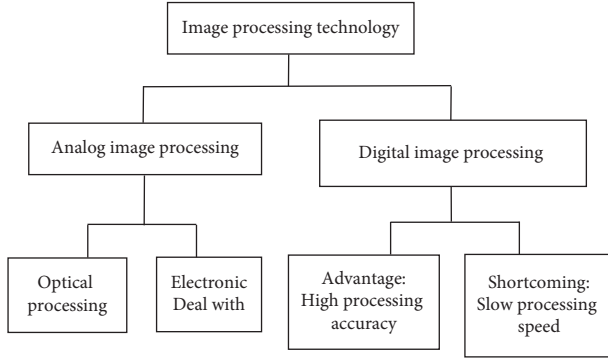 Image processing technology
Analog image processing
Digital image processing
Optical
processing
Electronic
Deal with
Advantage:
High processing
accuracy
Shortcoming:
Slow processing
speed